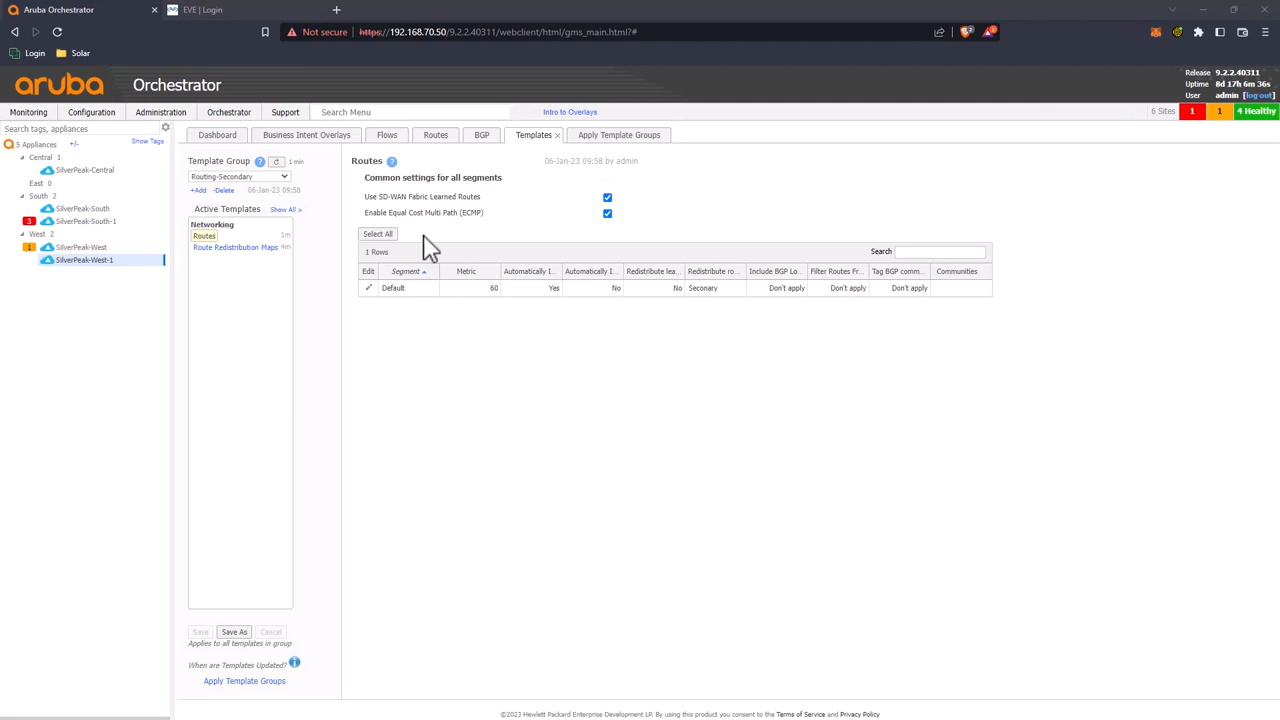 Aruba Orchestrator
EVE | Login
Not secure https://192.168.70.50/9.2.2.40311/webclient/html/gms_main.html?#
Login Solar
aruba Orchestrator
Release 9.2.2.40311
Uptime 8d 17h 6m 36s
User admin [log out]
Monitoring Configuration Administration Orchestrator Support Search Menu Intro to Overlays 6 Sites 1 1 4 Healthy
Search tags, appliances
Dashboard Business Intent Overlays Flows Routes BGP Templates × Apply Template Groups
5 Appliances +/- Show Tags
Central 1
SilverPeak-Central
East 0
South 2
SilverPeak-South
3 SilverPeak-South-1
West 2
1 SilverPeak-West
SilverPeak-West-1
Template Group ? 1 min
Routing-Secondary
+Add -Delete 06-Jan-23 09:58
Active Templates Show All >
Networking
Routes 1m
Route Redistribution Maps 4m
Save Save As Cancel
Applies to all templates in group
When are Templates Updated? i
Apply Template Groups
Routes ? 06-Jan-23 09:58 by admin
Common settings for all segments
Use SD-WAN Fabric Learned Routes
Enable Equal Cost Multi Path (ECMP)
Select All
1 Rows Search
Edit Segment Metric Automatically I... Automatically I... Redistribute lea... Redistribute ro... Include BGP Lo... Filter Routes Fr... Tag BGP comm... Communities
Default 60 Yes No No Seconary Don't apply Don't apply Don't apply
©2023 Hewlett Packard Enterprise Development LP. By using this product you consent to the Terms of Service and Privacy Policy